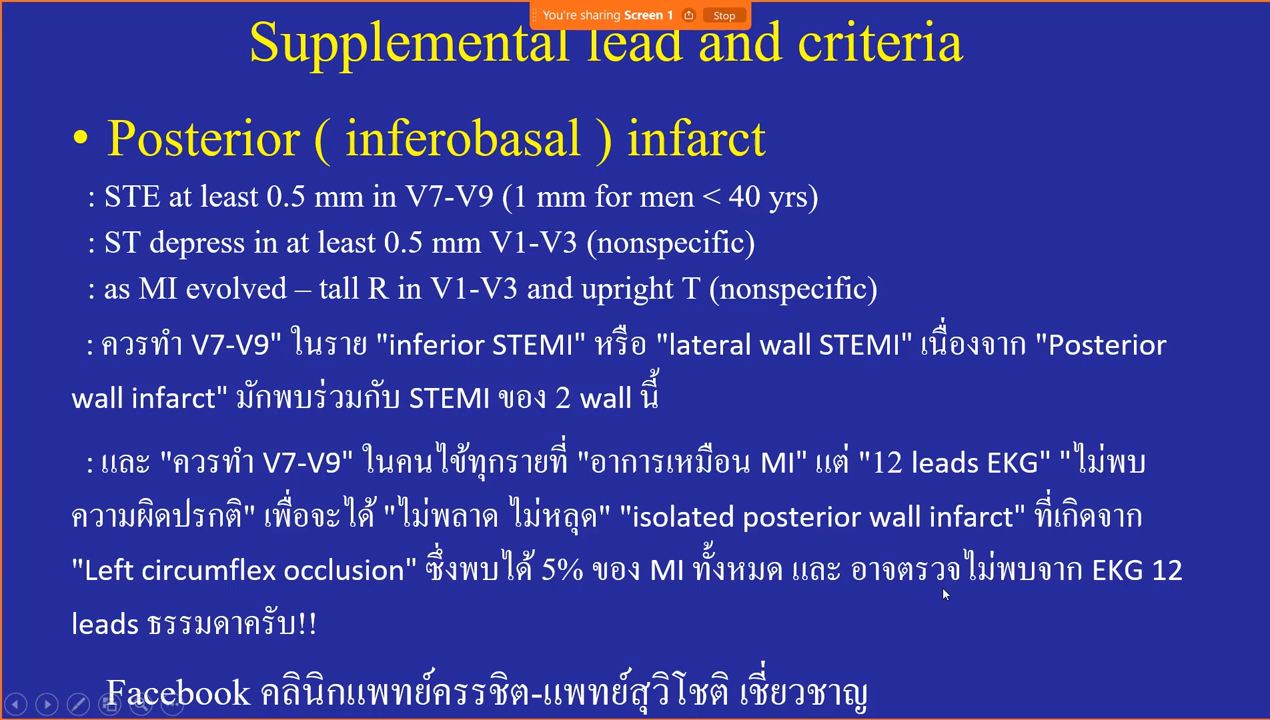 You're sharing Screen 1 Stop
Supplemental lead and criteria
• Posterior ( inferobasal ) infarct
: STE at least 0.5 mm in V7-V9 (1 mm for men < 40 yrs)
: ST depress in at least 0.5 mm V1-V3 (nonspecific)
: as MI evolved – tall R in V1-V3 and upright T (nonspecific)
: ควรทำ V7-V9" ในราย "inferior STEMI" หรือ "lateral wall STEMI" เนื่องจาก "Posterior
wall infarct" มักพบร่วมกับ STEMI ของ 2 wall นี้
: และ "ควรทำ V7-V9" ในคนไข้ทุกรายที่ "อาการเหมือน MI" แต่ "12 leads EKG" "ไม่พบ
ความผิดปรกติ" เพื่อจะได้ "ไม่พลาด ไม่หลุด" "isolated posterior wall infarct" ที่เกิดจาก
"Left circumflex occlusion" ซึ่งพบได้ 5% ของ MI ทั้งหมด และ อาจตรวจไม่พบจาก EKG 12
leads ธรรมดาครับ!!
Facebook คลินิกแพทย์ครรชิต-แพทย์สุวิโชติ เชี่ยวชาญ